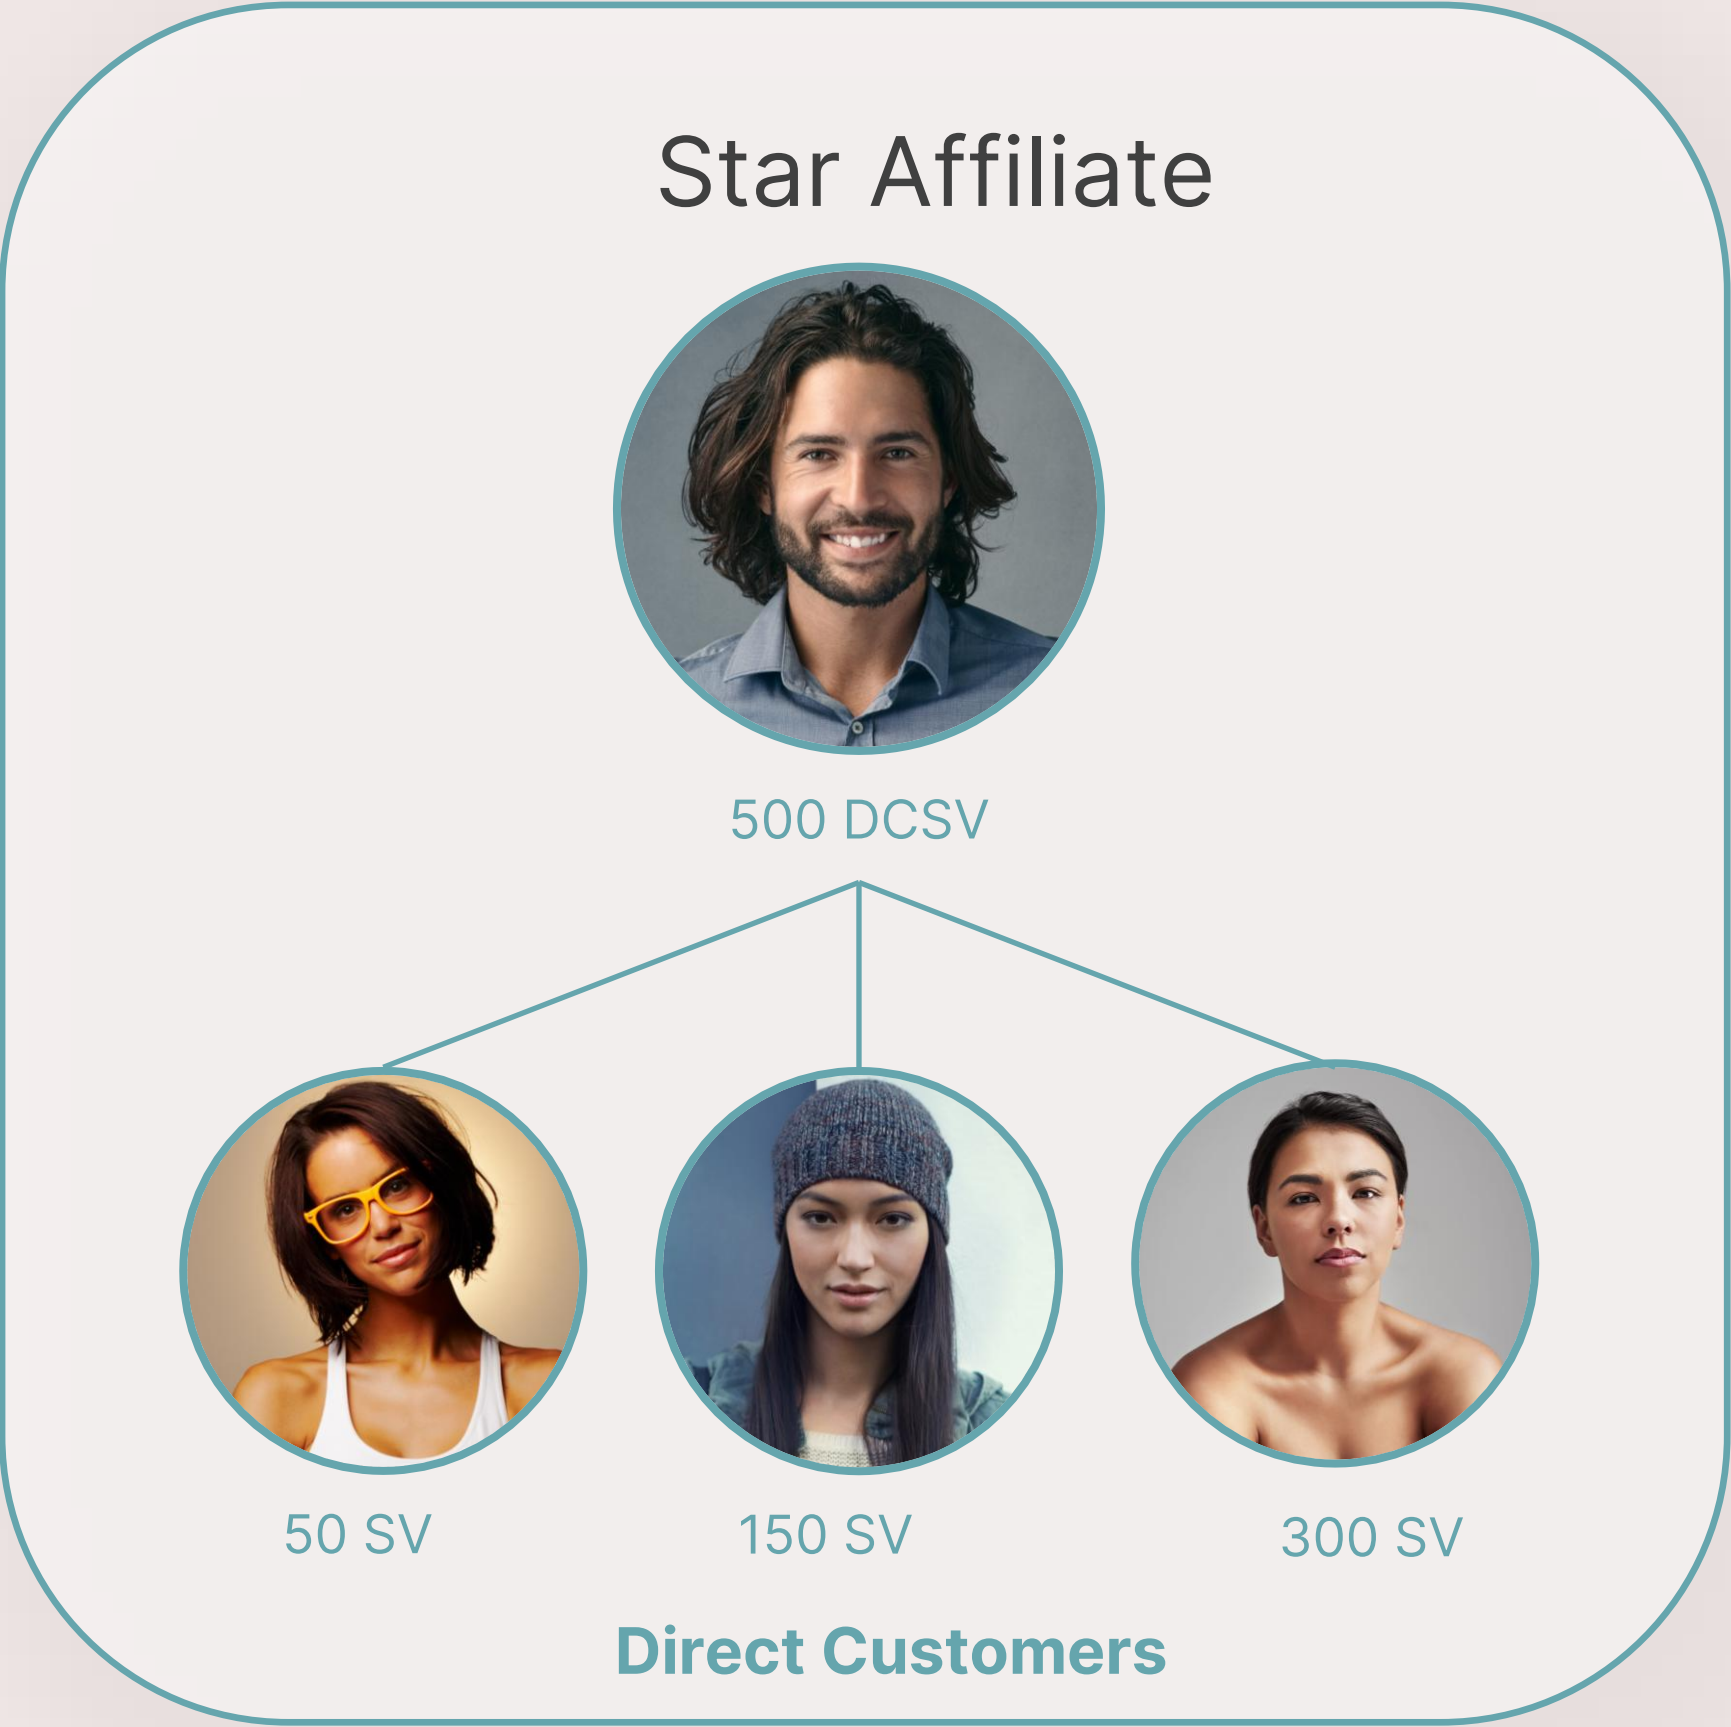 Star Affiliate
500 DCSV
50 SV
150 SV
300 SV
Direct Customers